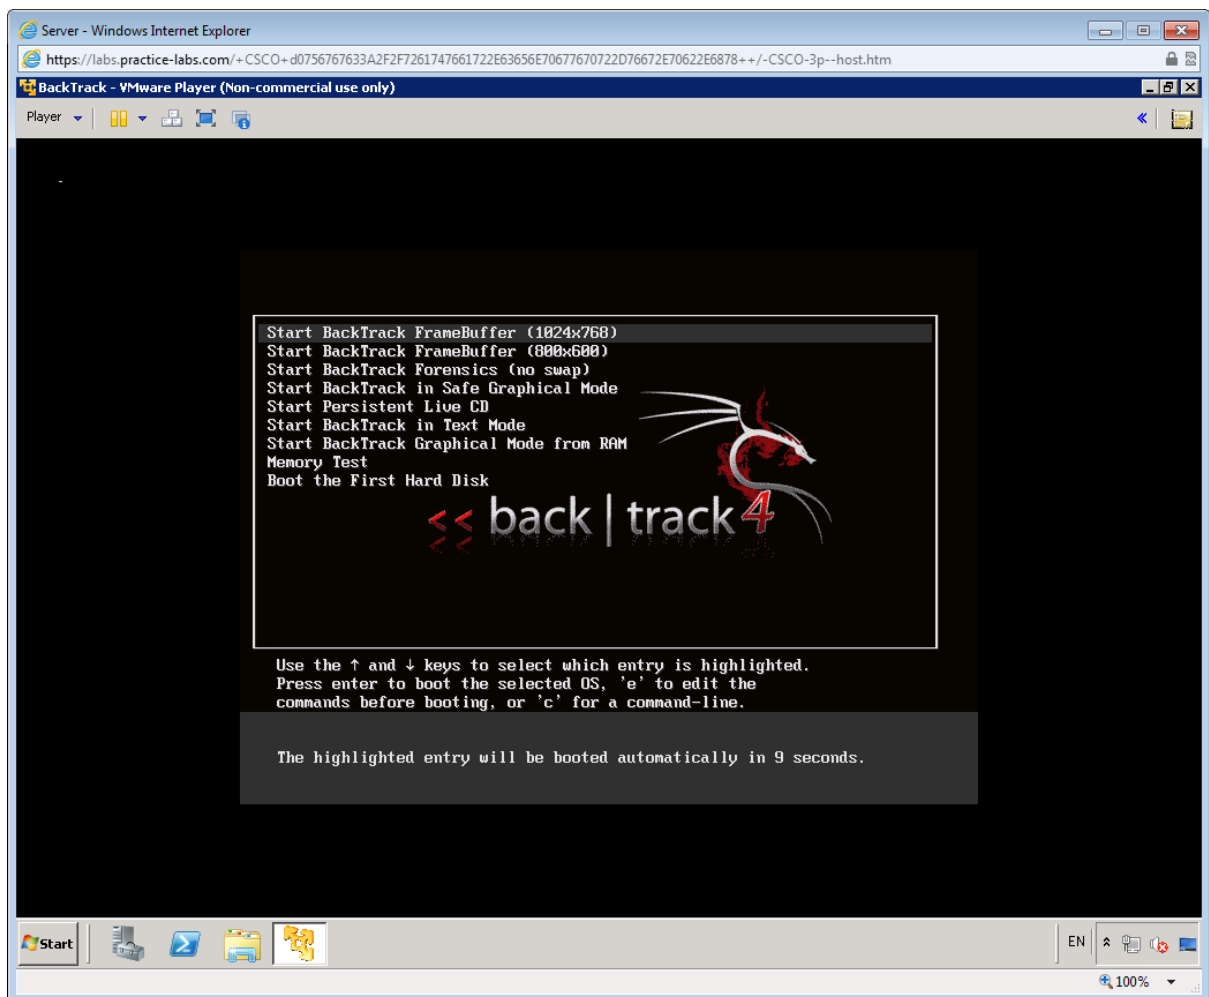 Server - Windows Internet Explorer
https://labs.practice-labs.com/+CSCO+d0756767633A2F2F7261747661722E63656E70677670722D76672E70622E6878++/-CSCO-3p--host.htm
BackTrack - VMware Player (Non-commercial use only)
Player
-
Start BackTrack FrameBuffer (1024x768)
Start BackTrack FrameBuffer (800x600)
Start BackTrack Forensics (no swap)
Start BackTrack in Safe Graphical Mode
Start Persistent Live CD
Start BackTrack in Text Mode
Start BackTrack Graphical Mode from RAM
Memory Test
Boot the First Hard Disk
<< back | track 4
Use the ↑ and ↓ keys to select which entry is highlighted.
Press enter to boot the selected OS, 'e' to edit the
commands before booting, or 'c' for a command-line.
The highlighted entry will be booted automatically in 9 seconds.
Start
EN
100%